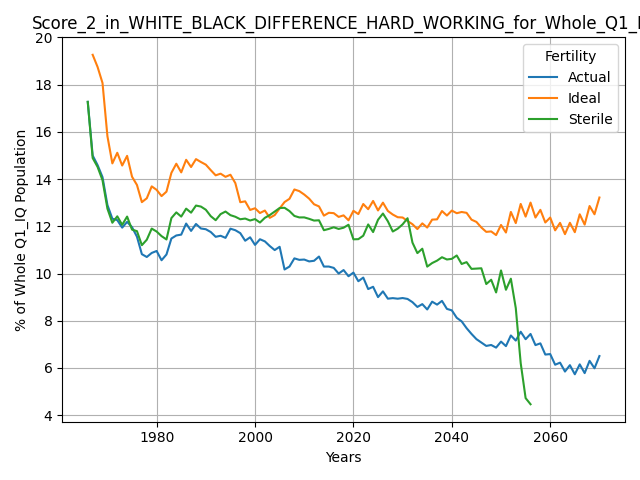 Score_2_in_WHITE_BLACK_DIFFERENCE_HARD_WORKING_for_Whole_Q1_I
Fertility
Actual
Ideal
Sterile
% of Whole Q1_IQ Population
20
18
16
14
12
10
8
6
4
1980
2000
2020
2040
2060
Years